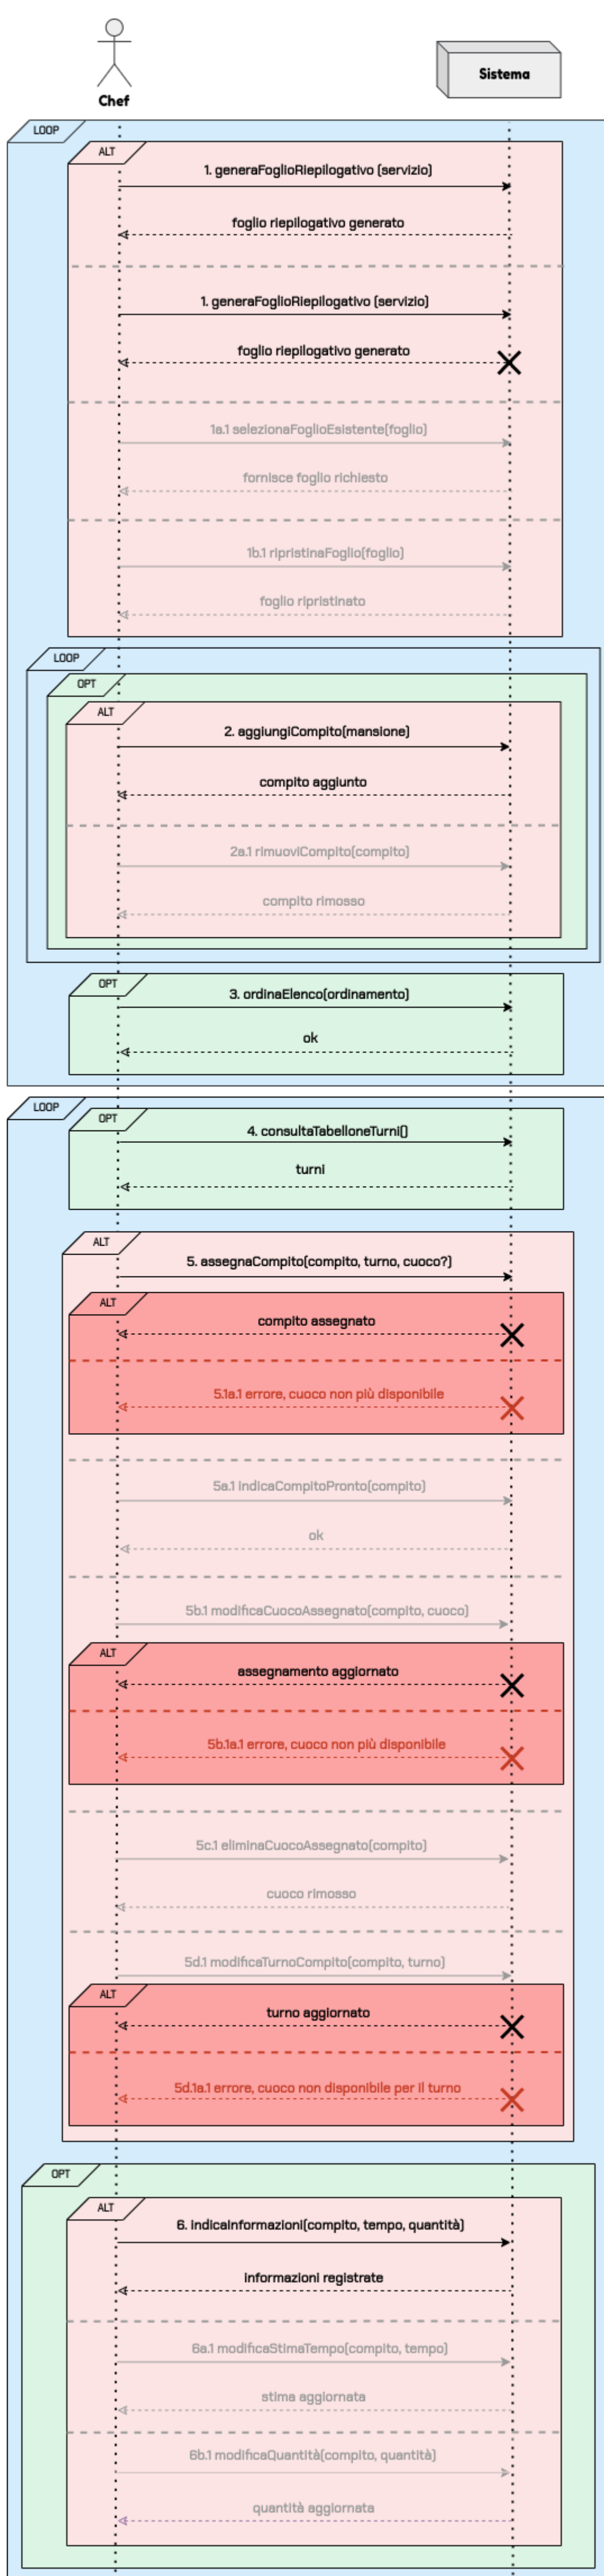 Chef
Sistema
LOOP
ALT
1. generaFoglioRiepilogativo (servizio)
foglio riepilogativo generato
1. generaFoglioRiepilogativo (servizio)
foglio riepilogativo generato
1a.1 selezionaFoglioEsistente(foglio)
fornisce foglio richiesto
1b.1 ripristinaFoglio(foglio)
foglio ripristinato
LOOP
OPT
ALT
2. aggiungiCompito(mansione)
compito aggiunto
2a.1 rimuoviCompito(compito)
compito rimosso
OPT
3. ordinaElenco(ordinamento)
ok
LOOP
OPT
4. consultaTabelloneTurni()
turni
ALT
5. assegnaCompito(compito, turno, cuoco?)
ALT
compito assegnato
5.1a.1 errore, cuoco non più disponibile
5a.1 indicaCompitoPronto(compito)
ok
5b.1 modificaCuocoAssegnato(compito, cuoco)
ALT
assegnamento aggiornato
5b.1a.1 errore, cuoco non più disponibile
5c.1 eliminaCuocoAssegnato(compito)
cuoco rimosso
5d.1 modificaTurnoCompito(compito, turno)
ALT
turno aggiornato
5d.1a.1 errore, cuoco non disponibile per il turno
OPT
ALT
6. indicaInformazioni(compito, tempo, quantità)
informazioni registrate
6a.1 modificaStimaTempo(compito, tempo)
stima aggiornata
6b.1 modificaQuantità(compito, quantità)
quantità aggiornata